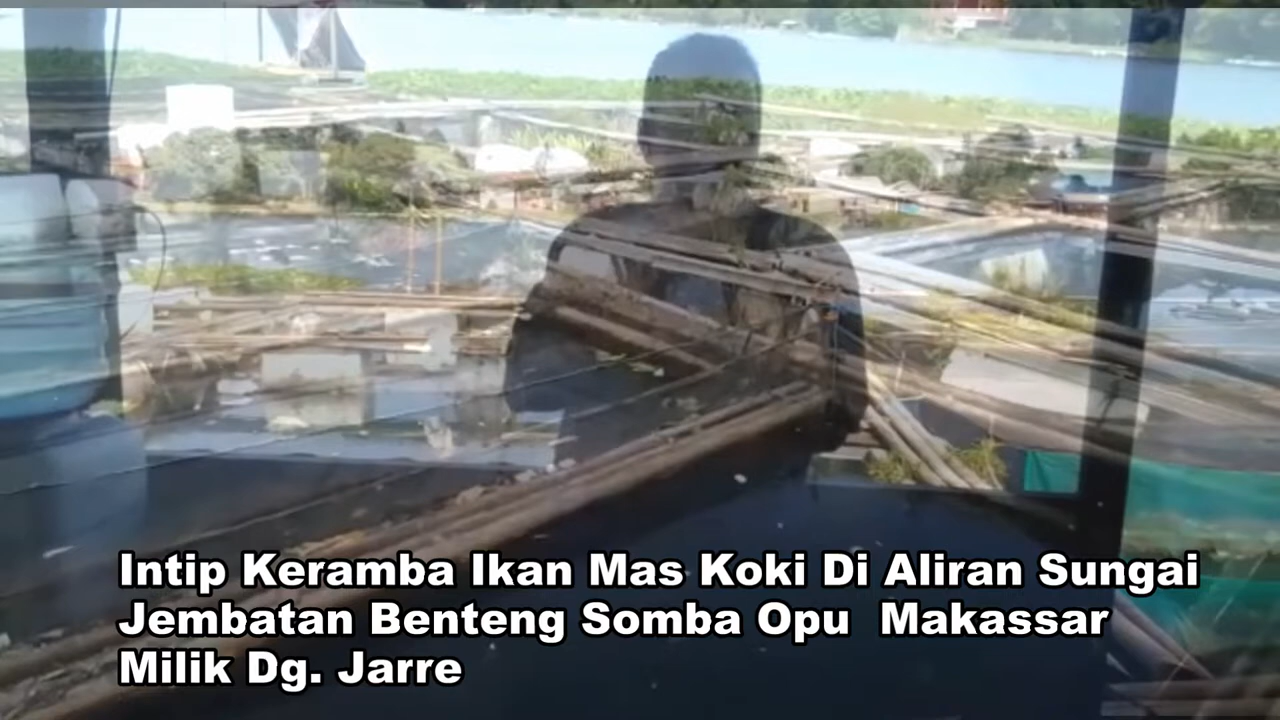 Intip Keramba Ikan Mas Koki Di Aliran Sungai
Jembatan Benteng Somba Opu  Makassar
Milik Dg. Jarre